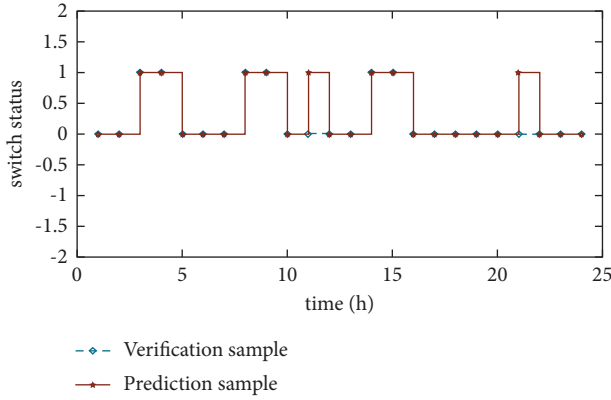 2
1.5
1
0.5
0
-0.5
-1
-1.5
-2
switch status
0 5 10 15 20 25
time (h)
Verification sample
Prediction sample